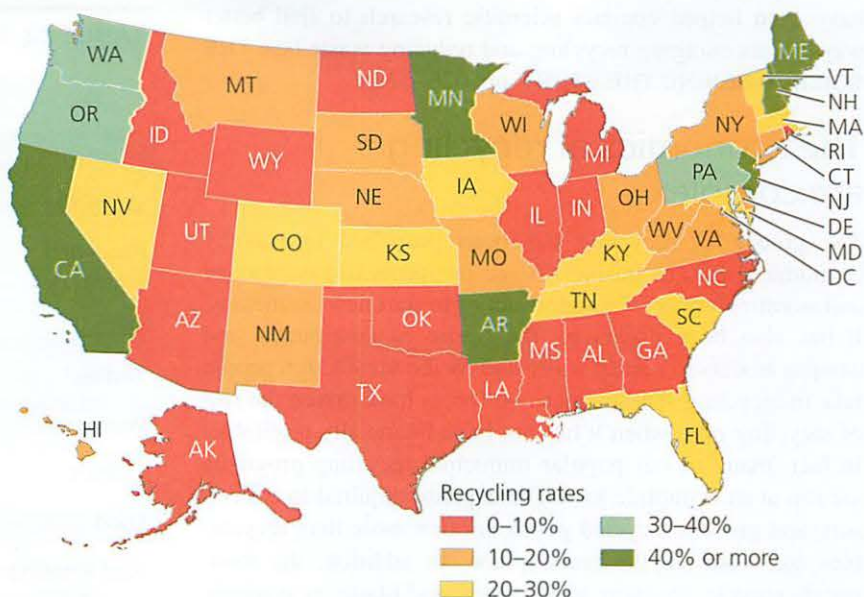 WA
OR
CA
NV
ID
MT
WY
UT
AZ
CO
NM
ND
SD
NE
KS
OK
TX
MN
IA
MO
AR
LA
WI
IL
MS
MI
IN
KY
TN
AL
OH
WV
VA
NC
SC
GA
FL
PA
NY
ME
VT
NH
MA
RI
CT
NJ
DE
MD
DC
HI
AK
Recycling rates
0–10%
10–20%
20–30%
30–40%
40% or more